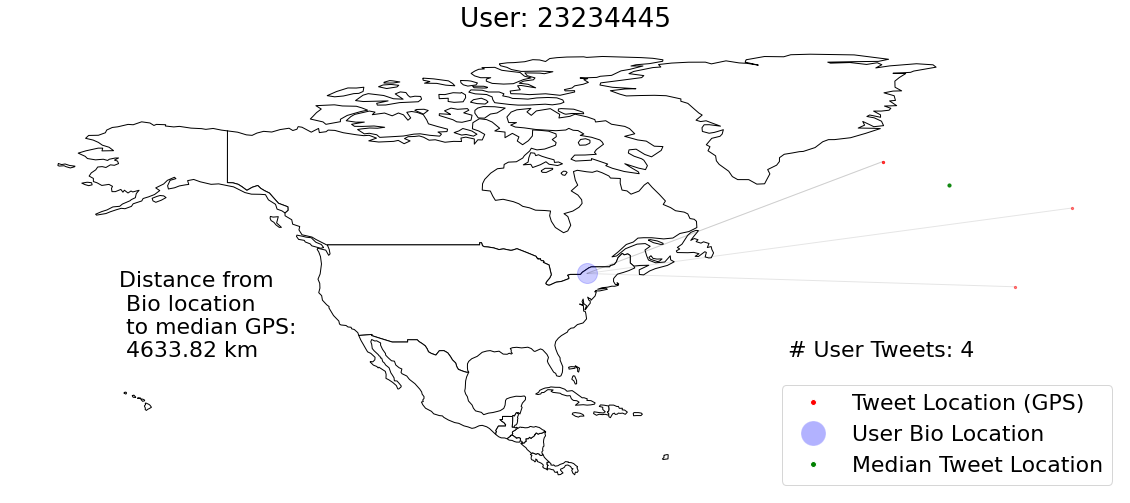 User: 23234445
Distance from
Bio location
to median GPS:
4633.82 km
# User Tweets: 4
Tweet Location (GPS)
User Bio Location
Median Tweet Location